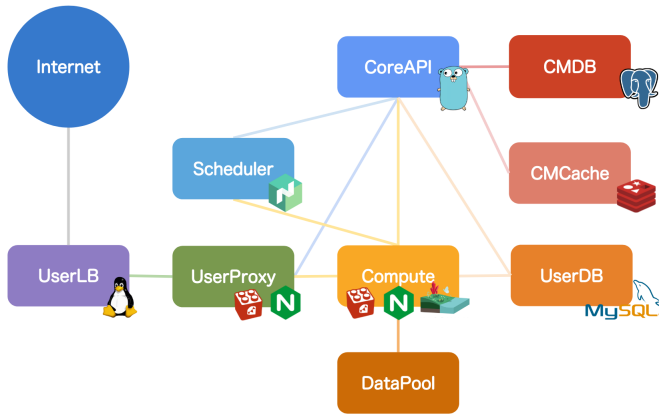 Internet
CoreAPI
CMDB
Scheduler
CMCache
UserLB
UserProxy
Compute
UserDB
N
N
MySQL
DataPool